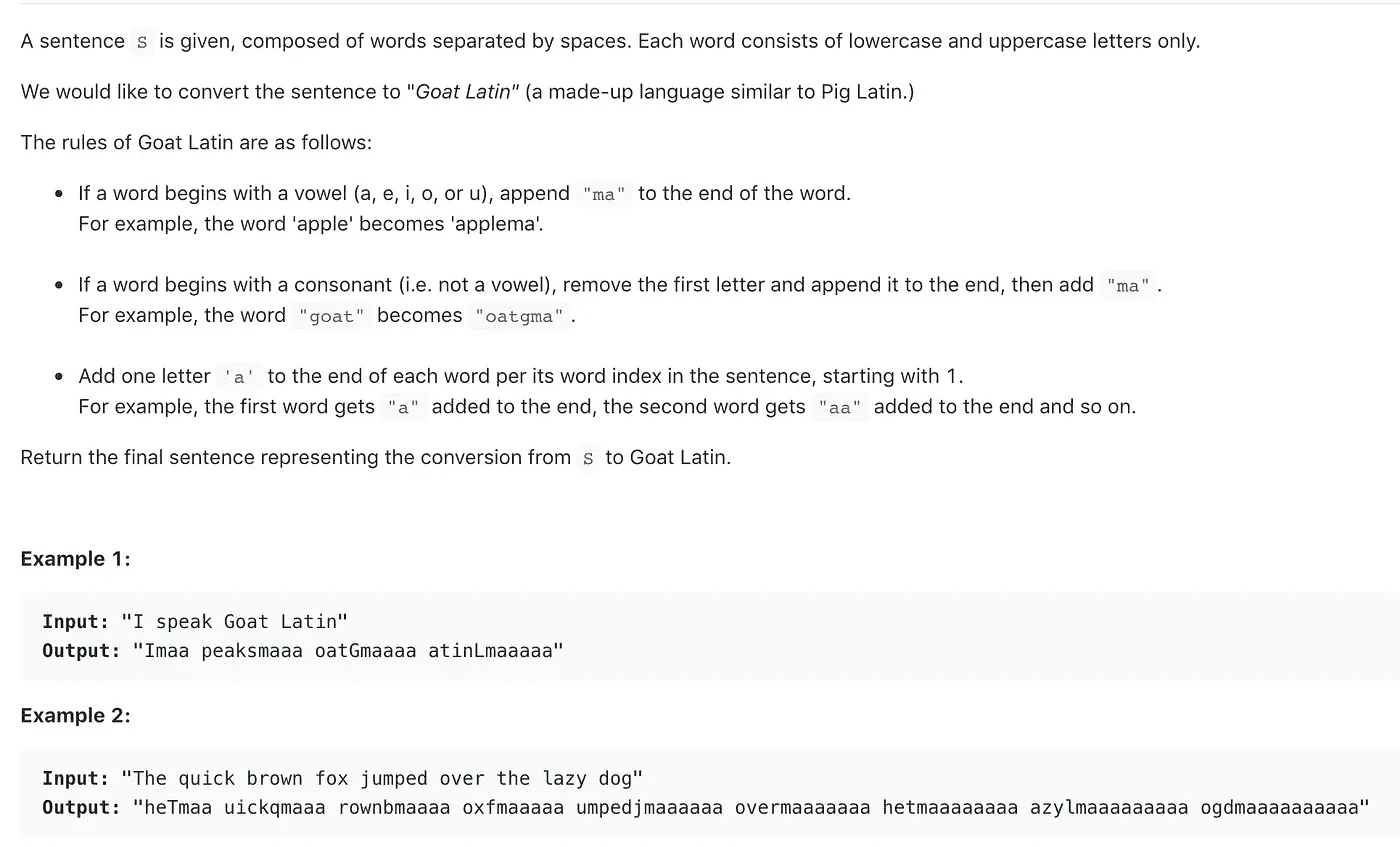 A sentence S is given, composed of words separated by spaces. Each word consists of lowercase and uppercase letters only.
We would like to convert the sentence to "Goat Latin" (a made-up language similar to Pig Latin.)
The rules of Goat Latin are as follows:
• If a word begins with a vowel (a, e, i, o, or u), append "ma" to the end of the word.
For example, the word 'apple' becomes 'applema'.
• If a word begins with a consonant (i.e. not a vowel), remove the first letter and append it to the end, then add "ma" .
For example, the word "goat" becomes "oatgma" .
• Add one letter 'a' to the end of each word per its word index in the sentence, starting with 1.
For example, the first word gets "a" added to the end, the second word gets "aa" added to the end and so on.
Return the final sentence representing the conversion from S to Goat Latin.
Example 1:
Input: "I speak Goat Latin"
Output: "Imaa peaksmaaa oatGmaaaa atinLmaaaaa"
Example 2:
Input: "The quick brown fox jumped over the lazy dog"
Output: "heTmaa uickqmaaa rownbmaaaa oxfmaaaaa umpedjmaaaaaa overmaaaaaaa hetmaaaaaaaa azylmaaaaaaaaa ogdmaaaaaaaaaa"